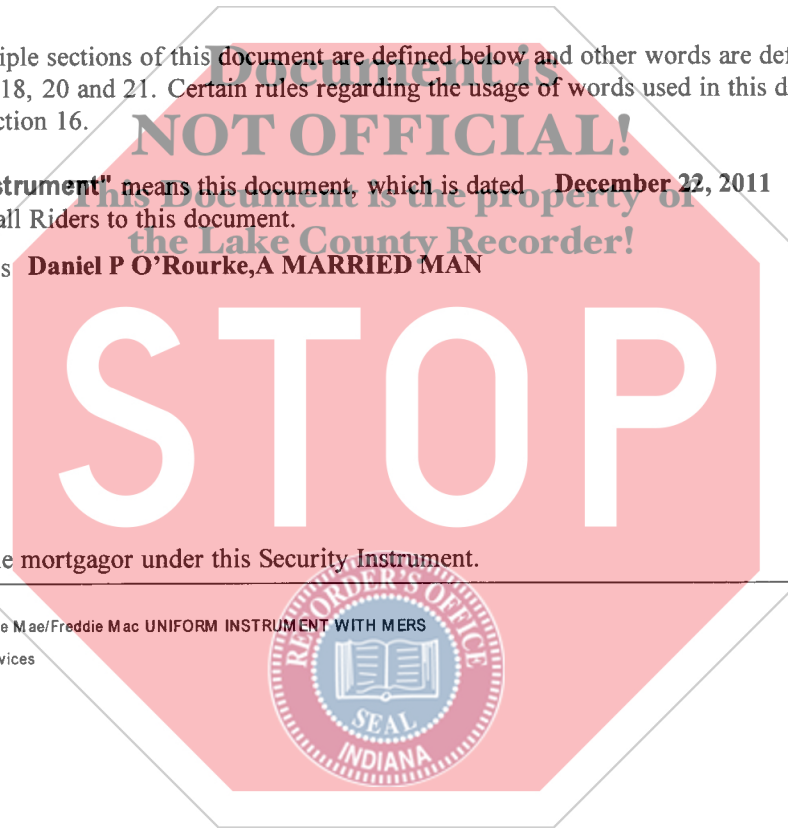 iple sections of this document are defined below and other words are def
18, 20 and 21. Certain rules regarding the usage of words used in this d
ction 16.
Document is
NOT OFFICIAL!
This Document is the property of
the Lake County Recorder!
strument" means this document, which is dated December 22, 2011
all Riders to this document.
s Daniel P O'Rourke,A MARRIED MAN
STOP
e mortgagor under this Security Instrument.
e Mae/Freddie Mac UNIFORM INSTRUMENT WITH MERS
vices
RECORDER'S OFFICE
SEAL
INDIANA